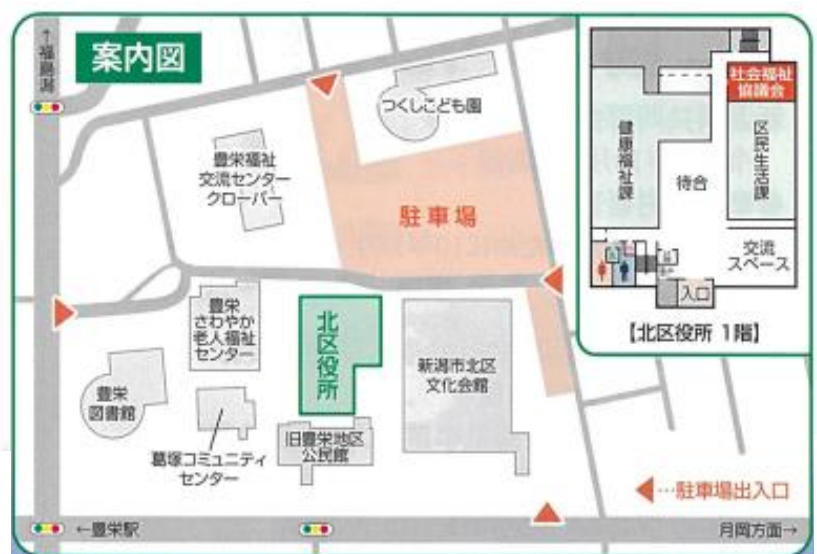 ↑福島潟
案内図
つくしこども園
豊栄福祉
交流センター
クローバー
駐車場
豊栄
さわやか
老人福祉
センター
北区役所
新潟市北区
文化会館
豊栄
図書館
葛塚コミュニティ
センター
旧豊栄地区
公民館
◀…駐車場出入口
←豊栄駅
月岡方面→
社会福祉
協議会
健康福祉課
区民生活課
待合
交流
スペース
入口
【北区役所 1階】